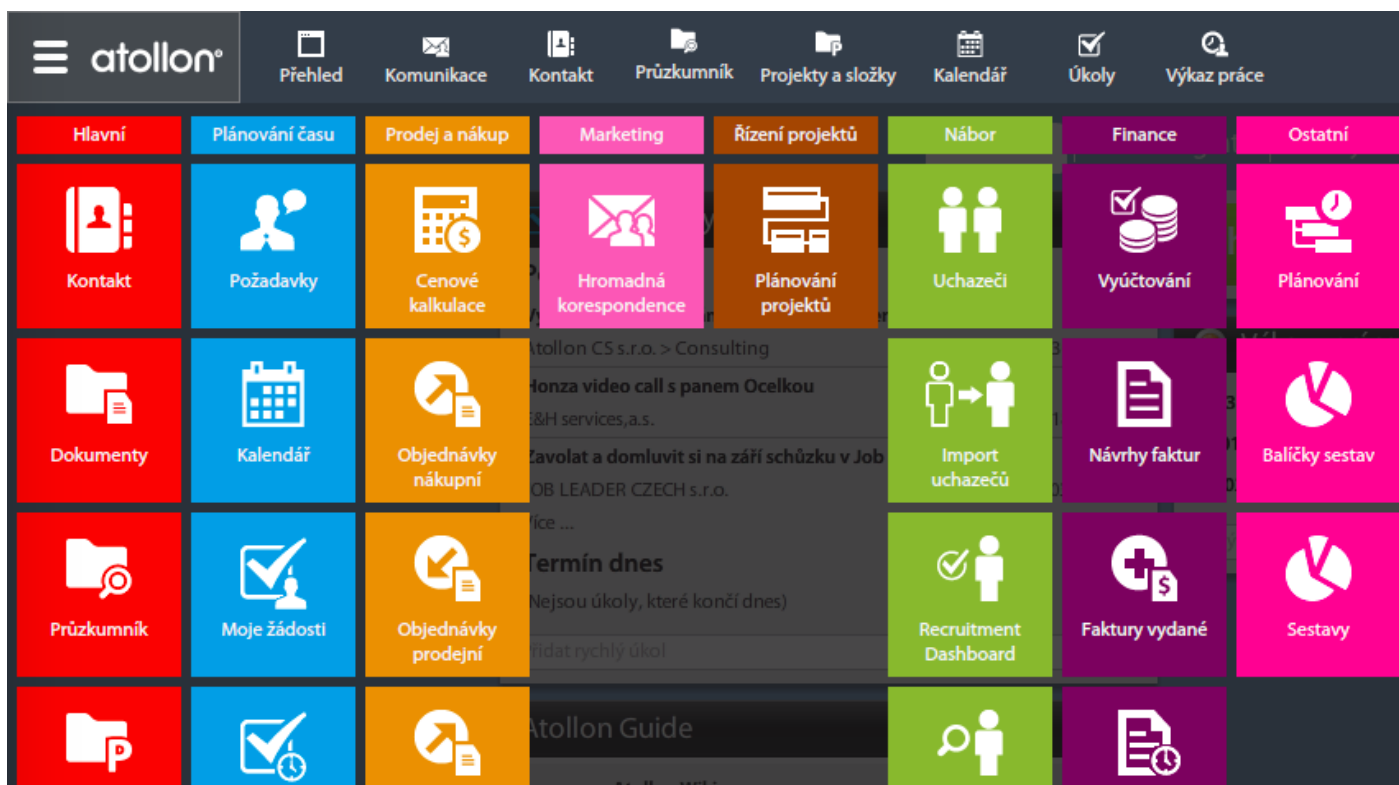 atollon
Přehled
Komunikace
Kontakt
Průzkumník
Projekty a složky
Kalendář
Úkoly
Výkaz práce
Hlavní
Plánování času
Prodej a nákup
Marketing
Řízení projektů
Nábor
Finance
Ostatní
Kontakt
Požadavky
Cenové
kalkulace
Hromadná
korespondence
Plánování
projektů
Uchazeči
Vyúčtování
Plánování
Atollon CS s.r.o. > Consulting
Honza video call s panem Ocelkou
E&H services,a.s.
Dokumenty
Kalendář
Objednávky
nákupní
Import
uchazečů
Návrhy faktur
Balíčky sestav
Zavolat a domluvit si na září schůzku v Job
JOB LEADER CZECH s.r.o.
Více ...
Termín dnes
(Nejsou úkoly, které končí dnes)
Průzkumník
Moje žádosti
Objednávky
prodejní
Recruitment
Dashboard
Faktury vydané
Sestavy
Přidat rychlý úkol
Atollon Guide